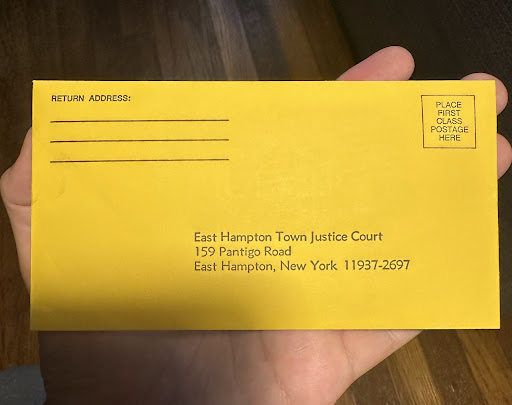 RETURN ADDRESS:
PLACE
FIRST
CLASS
POSTAGE
HERE
East Hampton Town Justice Court
159 Pantigo Road
East Hampton, New York 11937-2697